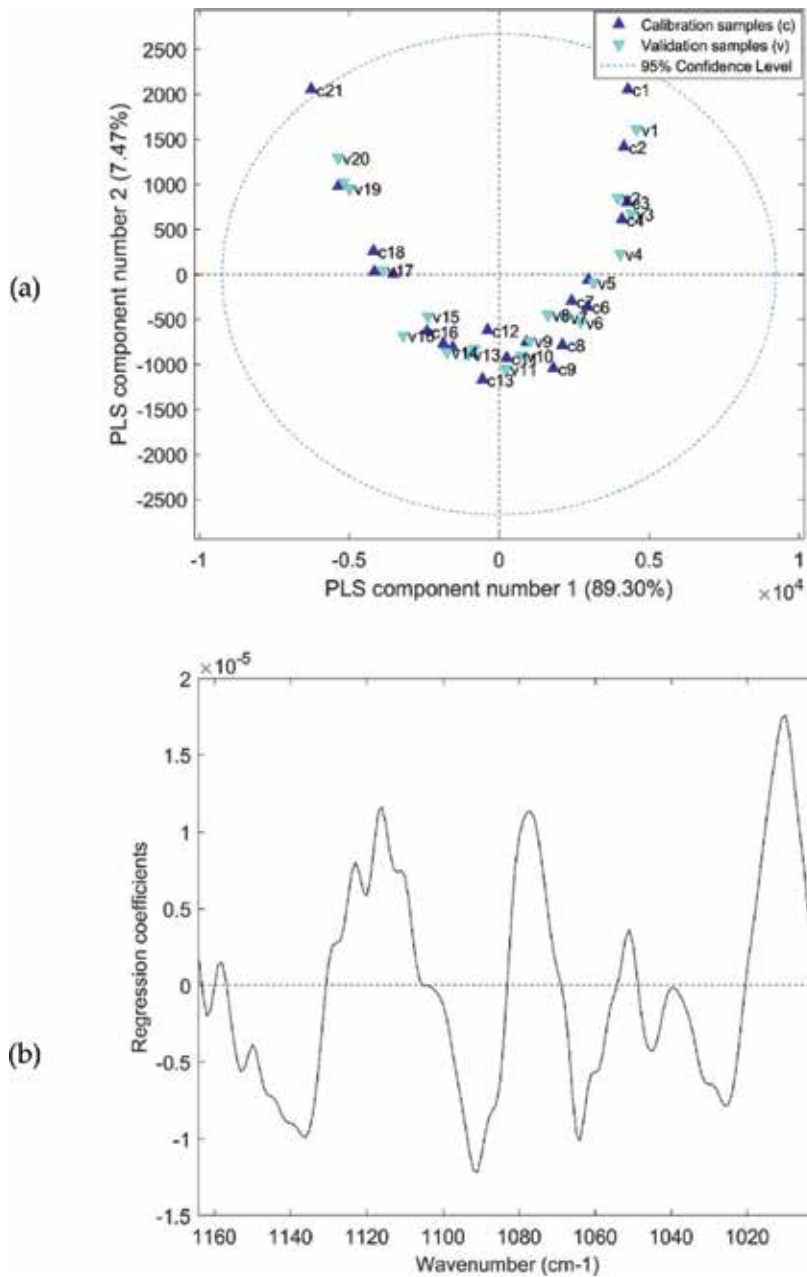 Calibration samples (c)
Validation samples (v)
95% Confidence Level
(a)
PLS component number 2 (7.47%)
2500
2000
1500
1000
500
0
-500
-1000
-1500
-2000
-2500
c21
c1
v1
c2
v20
v19
v3
v4
c18
17
v5
c7
c6
v8
v6
v15
c16
c12
v9
c8
v14
v13
v10
v11
c9
c13
-1
-0.5
0
0.5
1
×10^4
PLS component number 1 (89.30%)
(b)
×10^-5
Regression coefficients
2
1.5
1
0.5
0
-0.5
-1
-1.5
1160 1140 1120 1100 1080 1060 1040 1020
Wavenumber (cm-1)